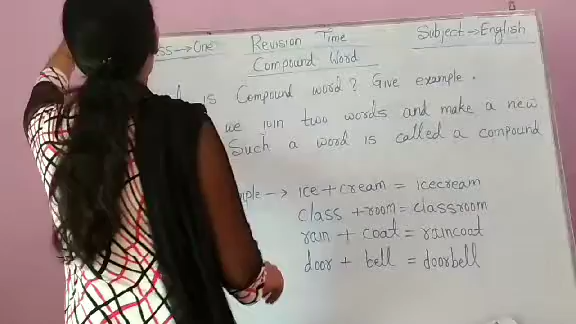 ss→One Revision Time Subject→English
Compound Word
is Compound word? Give example.
we join two words and make a new
Such a word is called a compound
ple → ice + cream = icecream
class + room = classroom
rain + coat = raincoat
door + bell = doorbell